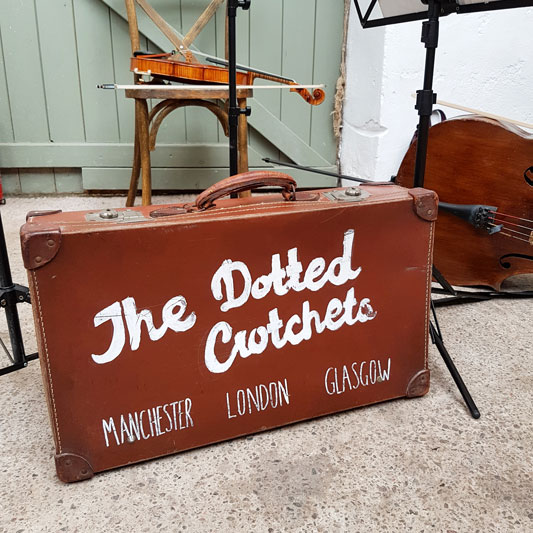 The Dotted
Crotchets
MANCHESTER LONDON GLASGOW